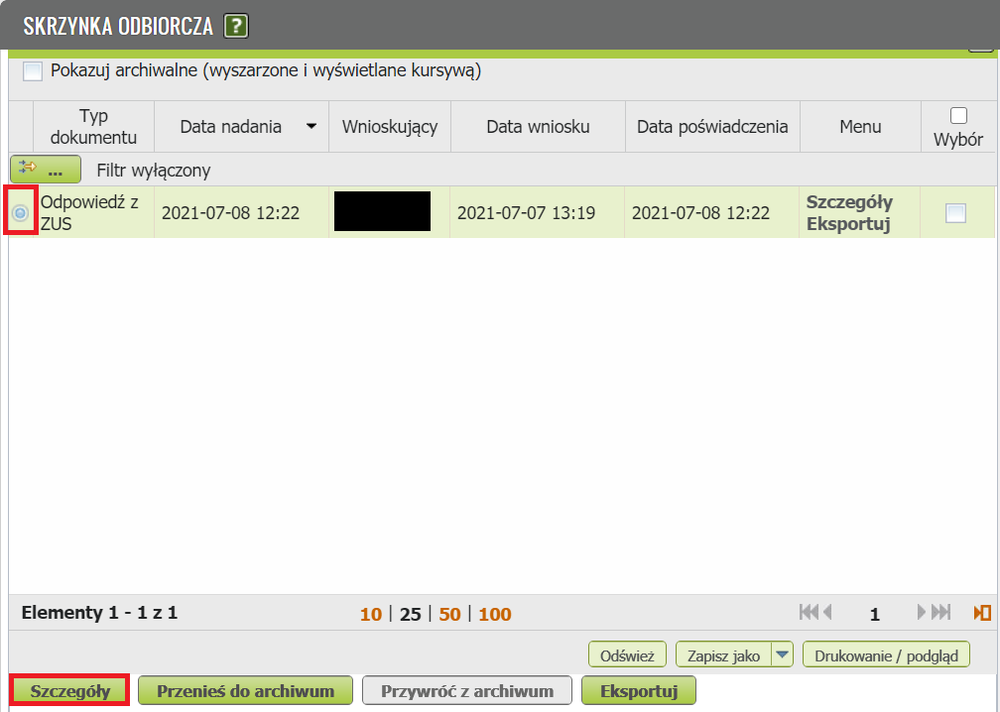 SKRZYNKA ODBIORCZA ?
Pokazuj archiwalne (wyszarzone i wyświetlane kursywą)
Typ dokumentu Data nadania Wnioskujący Data wniosku Data poświadczenia Menu Wybór
... Filtr wyłączony
Odpowiedź z ZUS 2021-07-08 12:22 2021-07-07 13:19 2021-07-08 12:22 Szczegóły Eksportuj
Elementy 1 - 1 z 1 10 | 25 | 50 | 100 1
Odśwież Zapisz jako Drukowanie / podgląd
Szczegóły Przenieś do archiwum Przywróć z archiwum Eksportuj